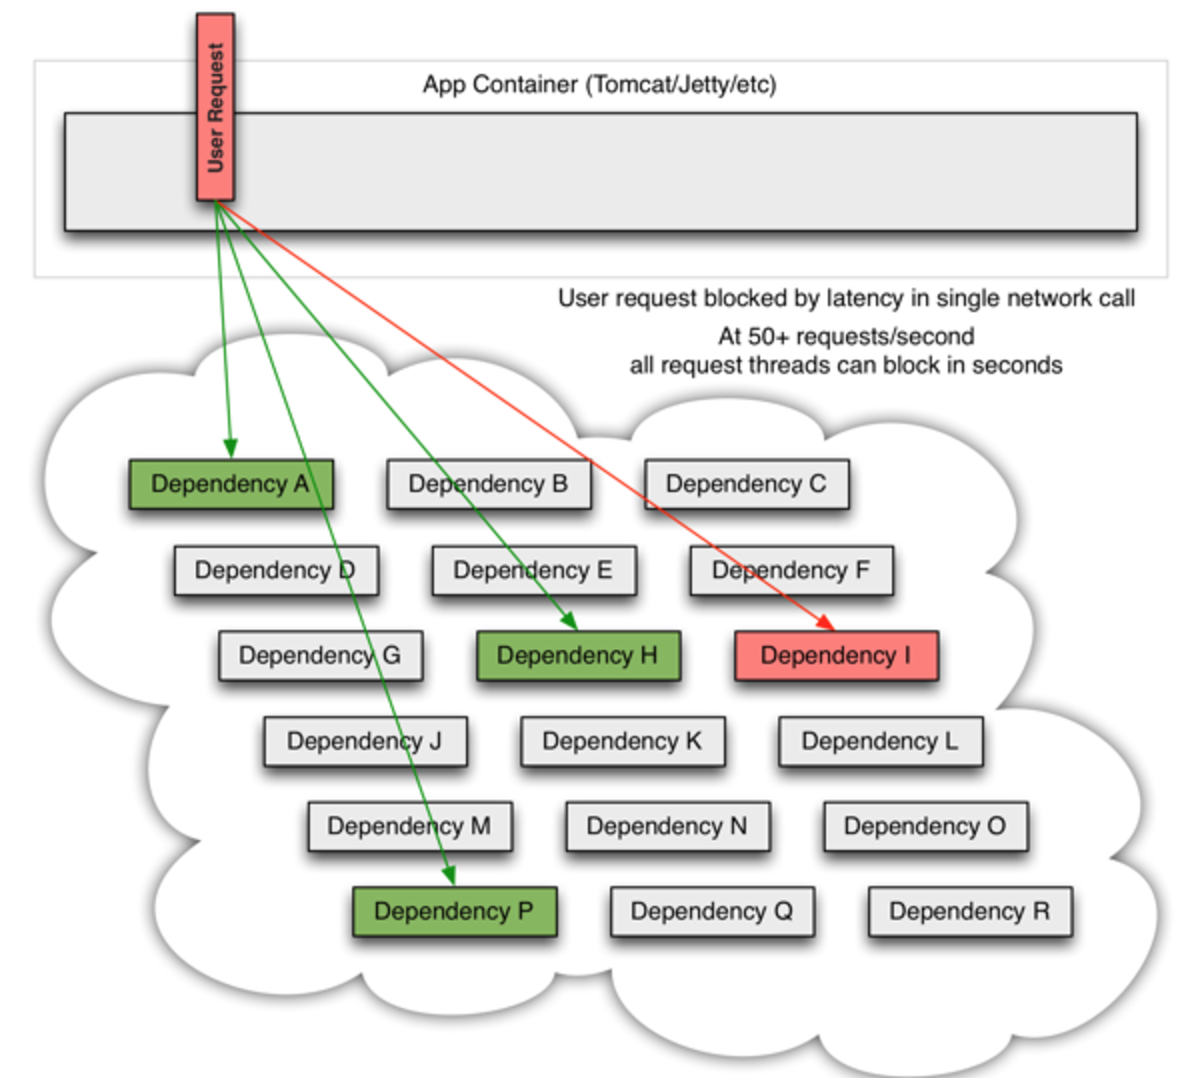 User Request
App Container (Tomcat/Jetty/etc)
User request blocked by latency in single network call
At 50+ requests/second
all request threads can block in seconds
Dependency A
Dependency B
Dependency C
Dependency D
Dependency E
Dependency F
Dependency G
Dependency H
Dependency I
Dependency J
Dependency K
Dependency L
Dependency M
Dependency N
Dependency O
Dependency P
Dependency Q
Dependency R